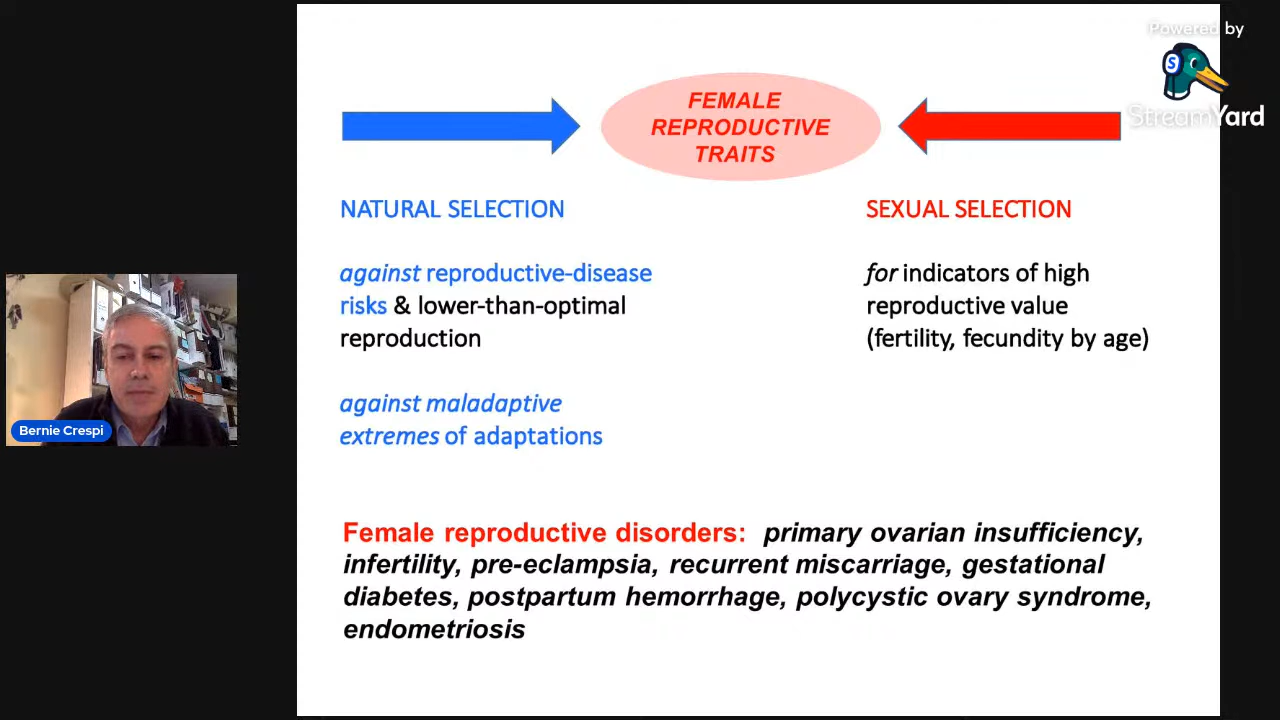 Powered by
S
StreamYard
FEMALE
REPRODUCTIVE
TRAITS
NATURAL SELECTION
against reproductive-disease
risks & lower-than-optimal
reproduction
against maladaptive
extremes of adaptations
SEXUAL SELECTION
for indicators of high
reproductive value
(fertility, fecundity by age)
Bernie Crespi
Female reproductive disorders: primary ovarian insufficiency,
infertility, pre-eclampsia, recurrent miscarriage, gestational
diabetes, postpartum hemorrhage, polycystic ovary syndrome,
endometriosis